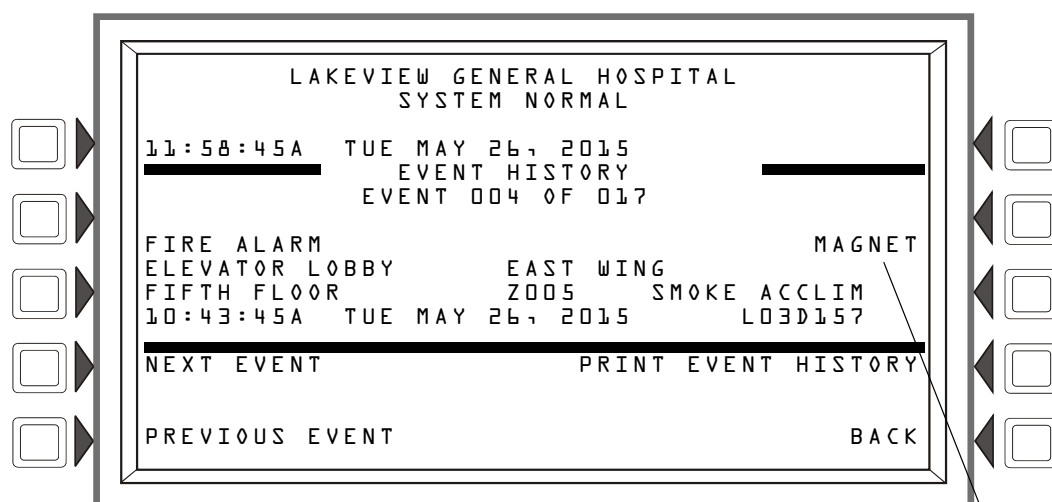 LAKEVIEW GENERAL HOSPITAL
SYSTEM NORMAL
11:58:45A TUE MAY 26, 2015
EVENT HISTORY
EVENT 004 OF 017
FIRE ALARM MAGNET
ELEVATOR LOBBY EAST WING
FIFTH FLOOR Z005 SMOKE ACCLIM
10:43:45A TUE MAY 26, 2015 L03D157
NEXT EVENT PRINT EVENT HISTORY
PREVIOUS EVENT BACK